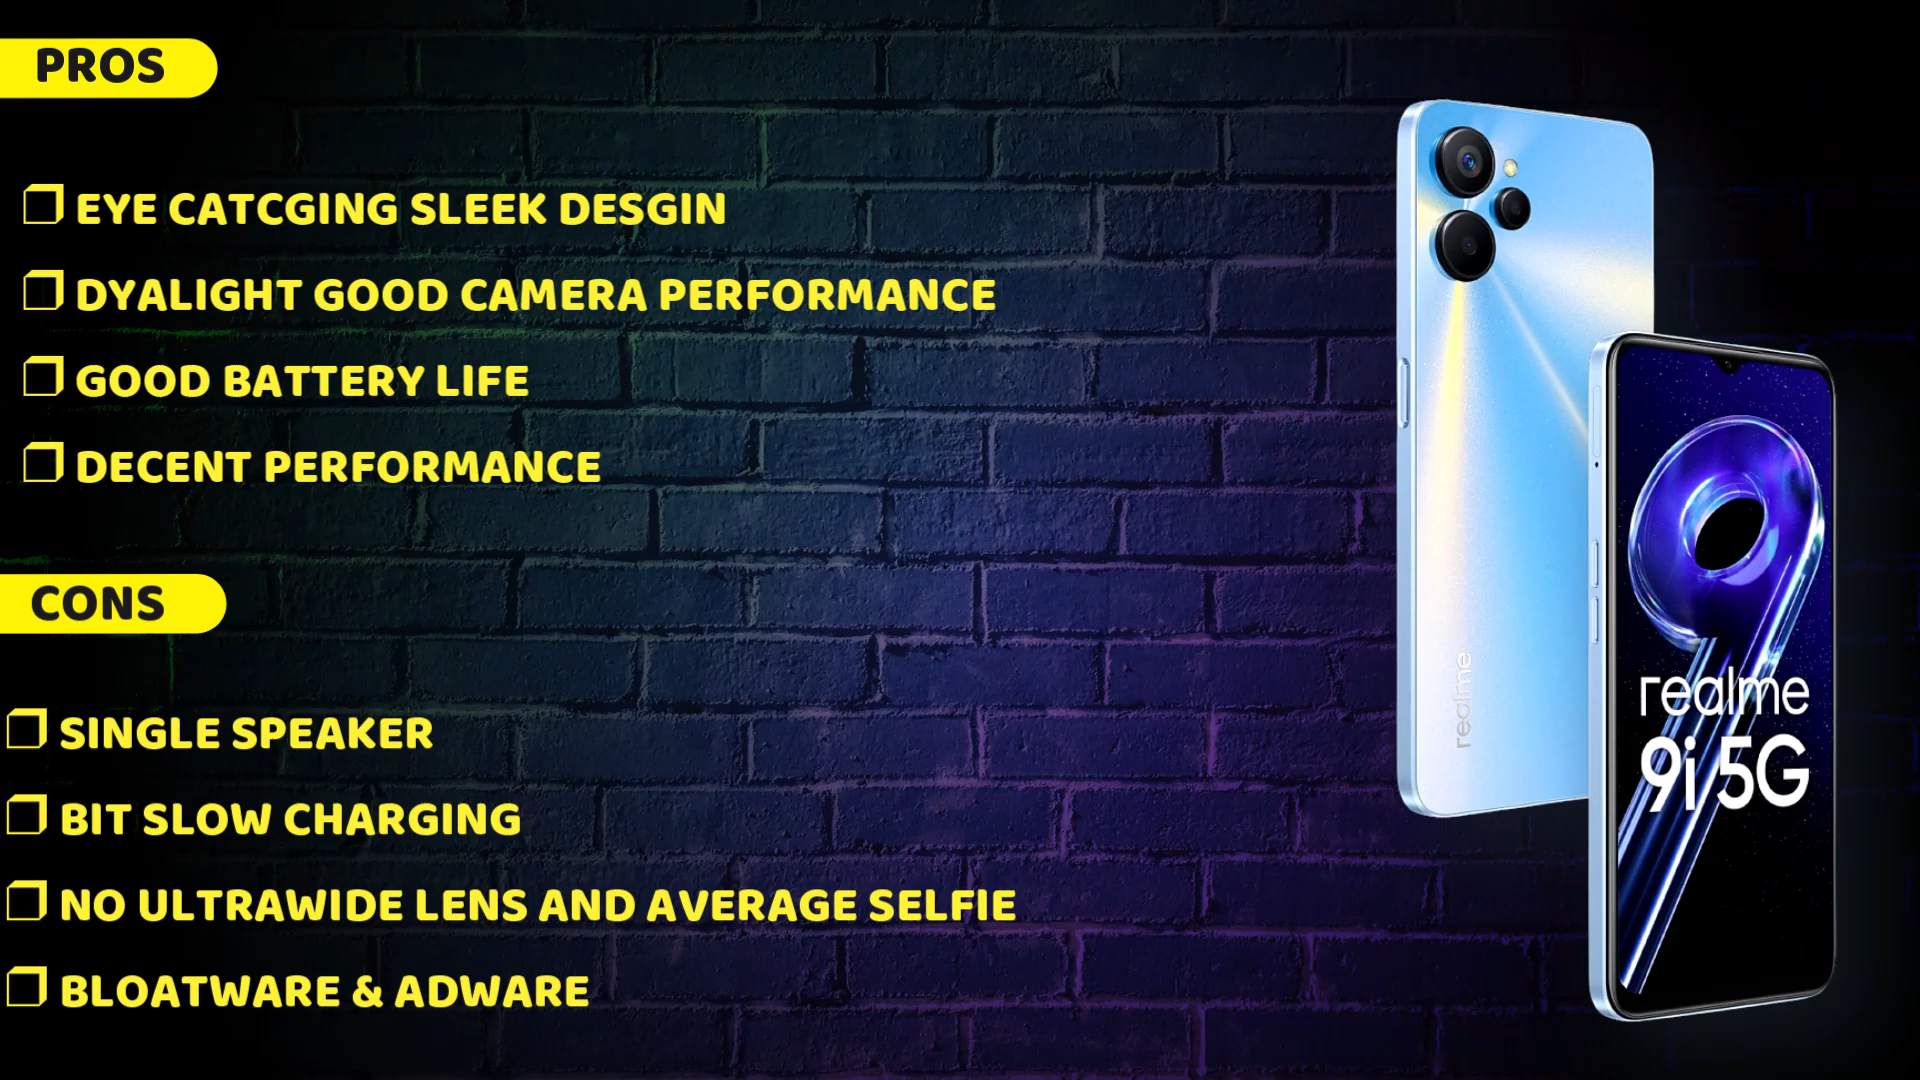 PROS
❒ EYE CATCGING SLEEK DESGIN
❒ DYALIGHT GOOD CAMERA PERFORMANCE
❒ GOOD BATTERY LIFE
❒ DECENT PERFORMANCE
CONS
❒ SINGLE SPEAKER
❒ BIT SLOW CHARGING
❒ NO ULTRAWIDE LENS AND AVERAGE SELFIE
❒ BLOATWARE & ADWARE
realme
realme
9i 5G